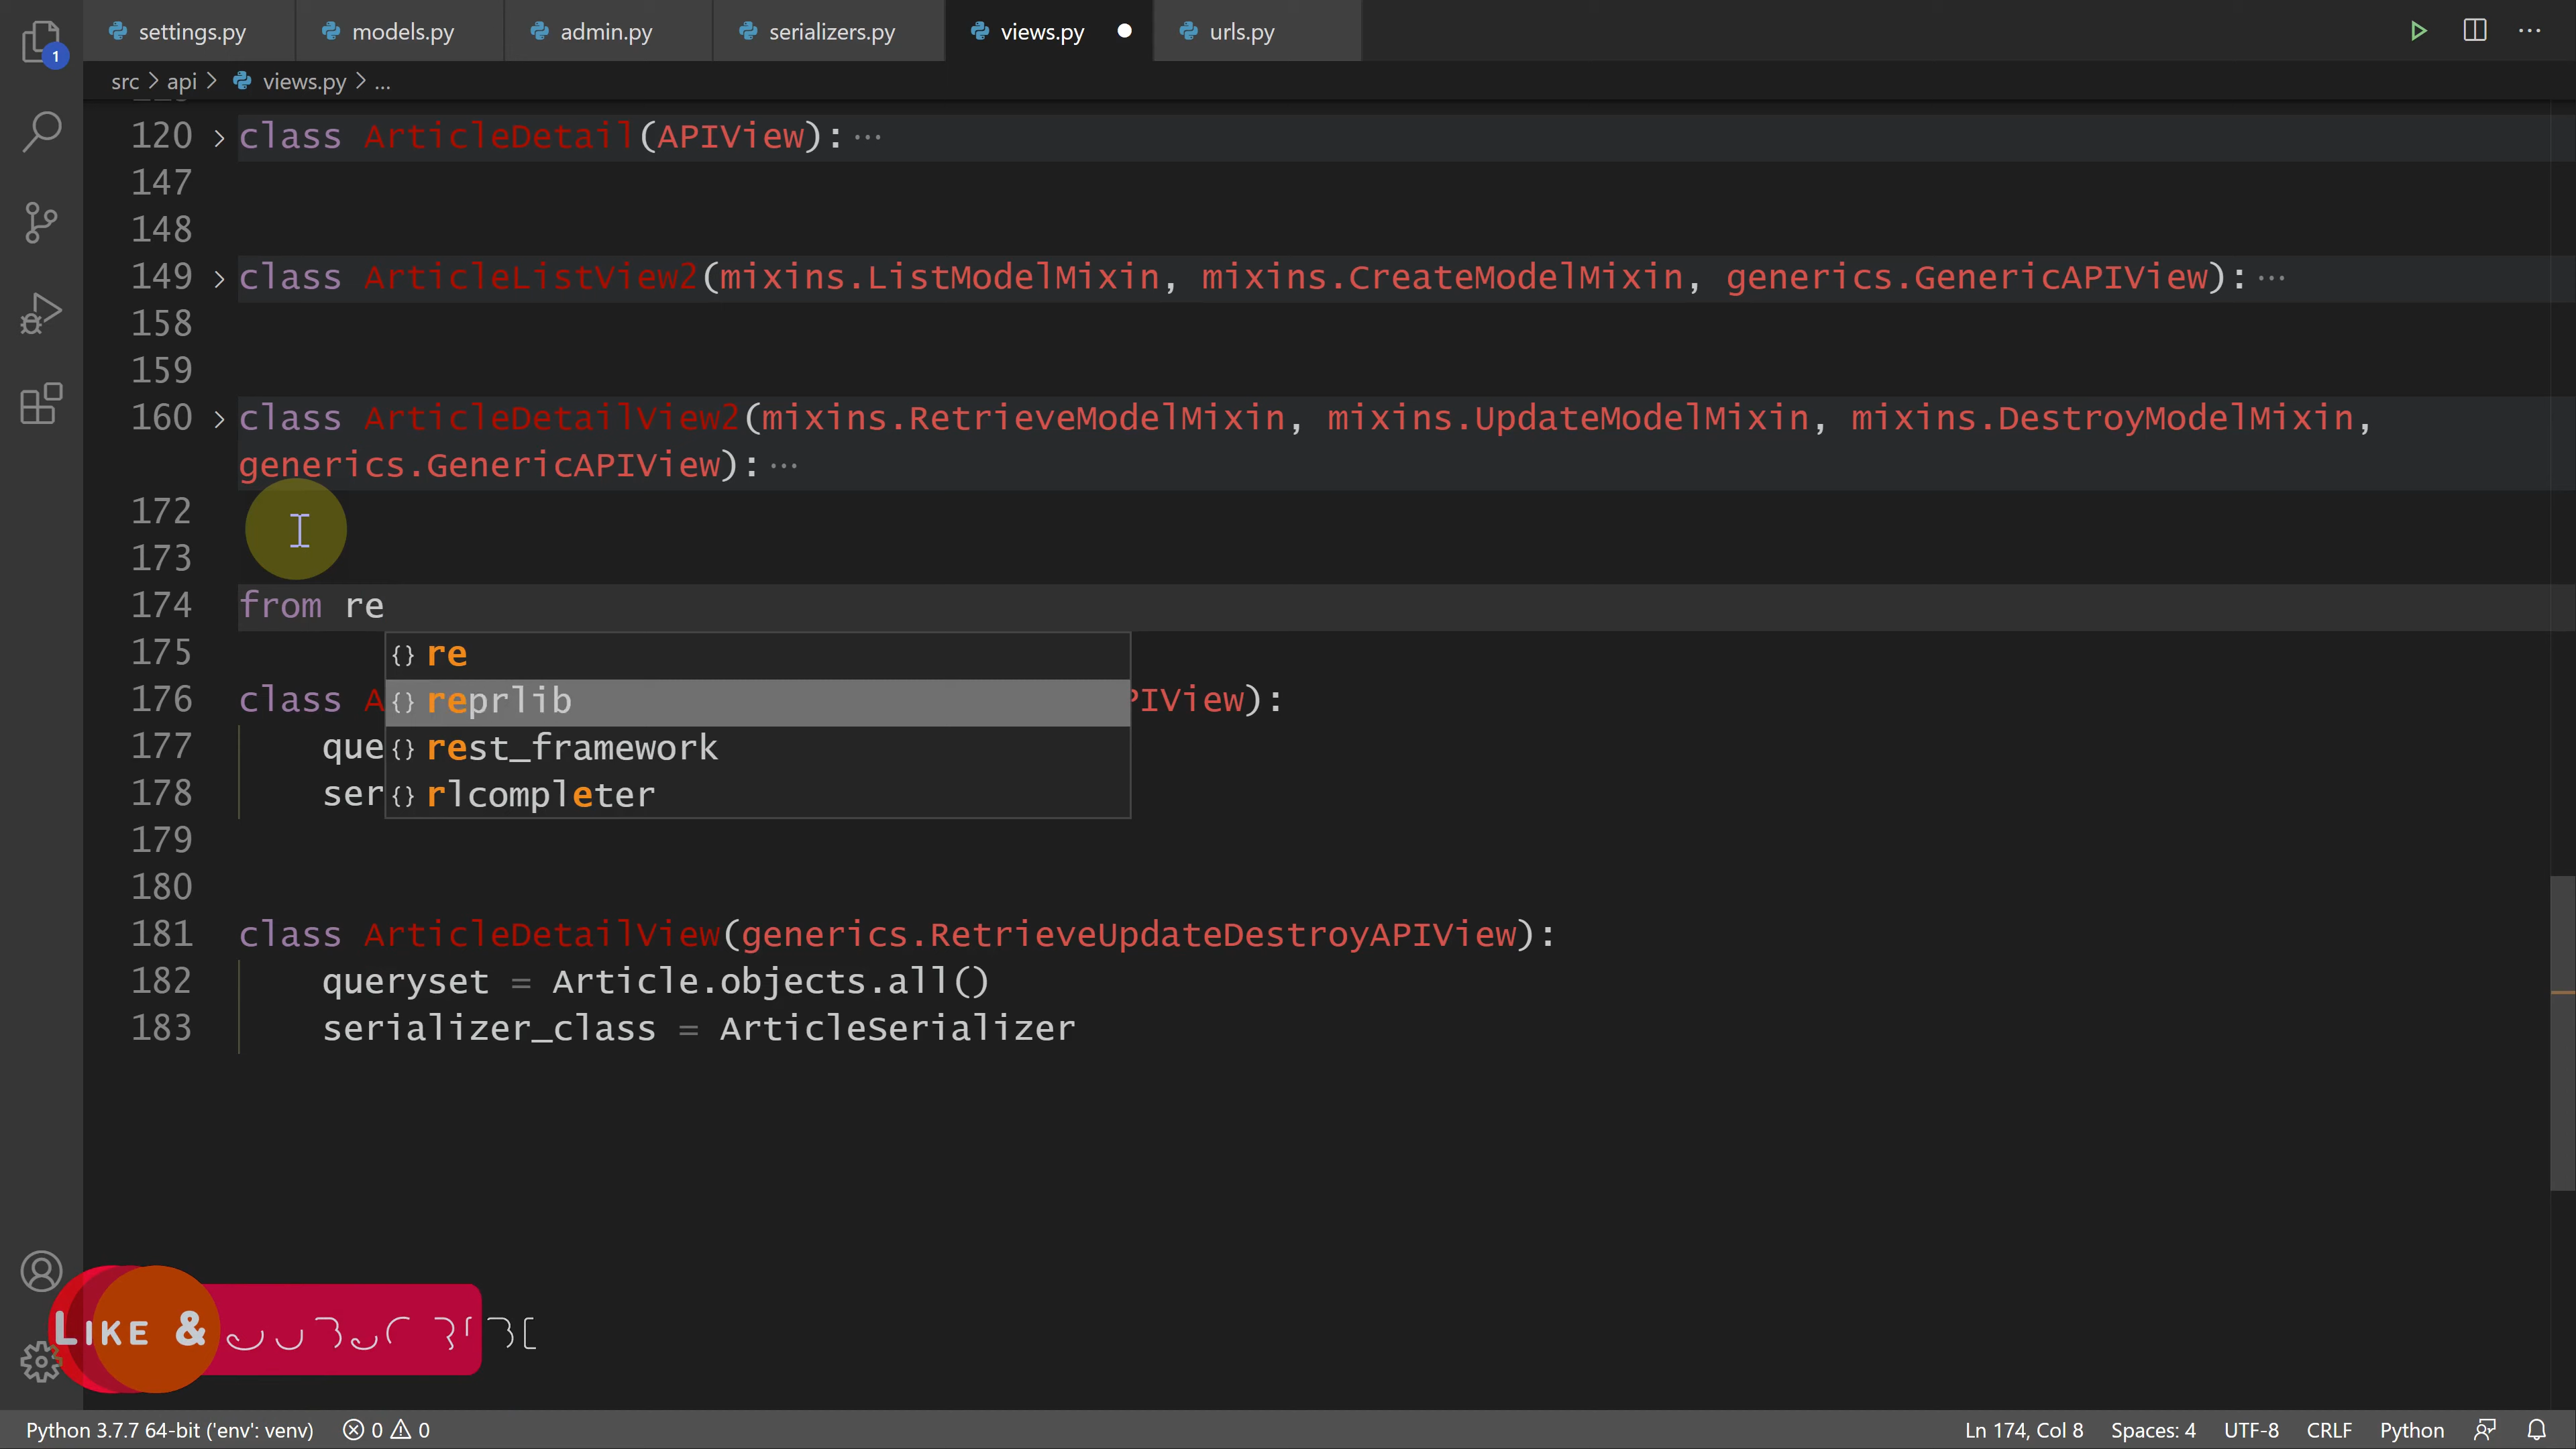 settings.py models.py admin.py serializers.py views.py urls.py
1
src > api > views.py > ...
120 class ArticleDetail(APIView):···
147
148
149 class ArticleListView2(mixins.ListModelMixin, mixins.CreateModelMixin, generics.GenericAPIView):···
158
159
160 class ArticleDetailView2(mixins.RetrieveModelMixin, mixins.UpdateModelMixin, mixins.DestroyModelMixin,
generics.GenericAPIView):···
172
173
174 from re
175
re
176 class A PIView):
reprlib
177 que
rest_framework
178 ser
rlcompleter
179
180
181 class ArticleDetailView(generics.RetrieveUpdateDestroyAPIView):
182 queryset = Article.objects.all()
183 serializer_class = ArticleSerializer
LIKE &
Python 3.7.7 64-bit ('env': venv) 0 0 Ln 174, Col 8 Spaces: 4 UTF-8 CRLF Python